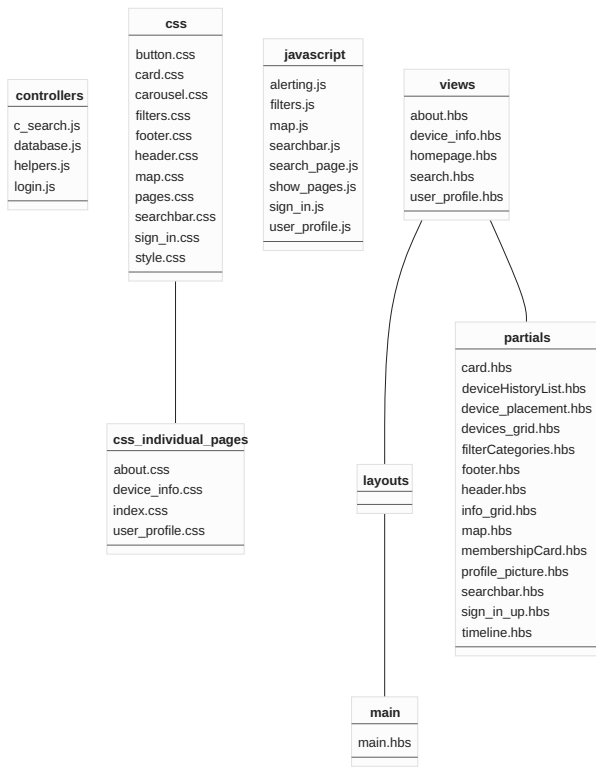 controllers
c_search.js
database.js
helpers.js
login.js
css
button.css
card.css
carousel.css
filters.css
footer.css
header.css
map.css
pages.css
searchbar.css
sign_in.css
style.css
javascript
alerting.js
filters.js
map.js
searchbar.js
search_page.js
show_pages.js
sign_in.js
user_profile.js
views
about.hbs
device_info.hbs
homepage.hbs
search.hbs
user_profile.hbs
css_individual_pages
about.css
device_info.css
index.css
user_profile.css
layouts
partials
card.hbs
deviceHistoryList.hbs
device_placement.hbs
devices_grid.hbs
filterCategories.hbs
footer.hbs
header.hbs
info_grid.hbs
map.hbs
membershipCard.hbs
profile_picture.hbs
searchbar.hbs
sign_in_up.hbs
timeline.hbs
main
main.hbs